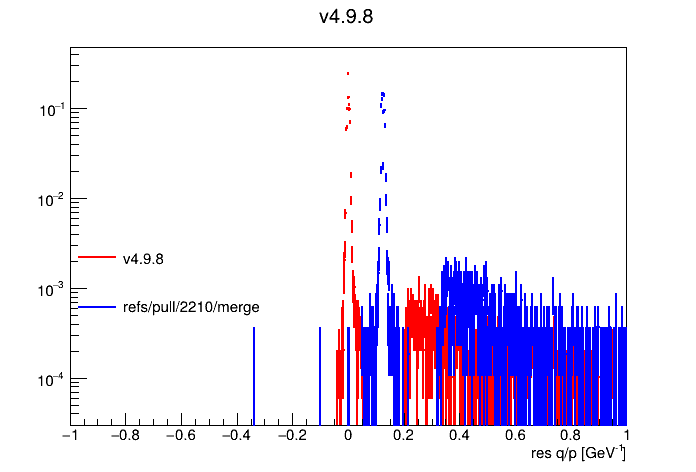 v4.9.8
10⁻¹
10⁻²
10⁻³
10⁻⁴
v4.9.8
refs/pull/2210/merge
−1 −0.8 −0.6 −0.4 −0.2 0 0.2 0.4 0.6 0.8 1
res q/p [GeV⁻¹]